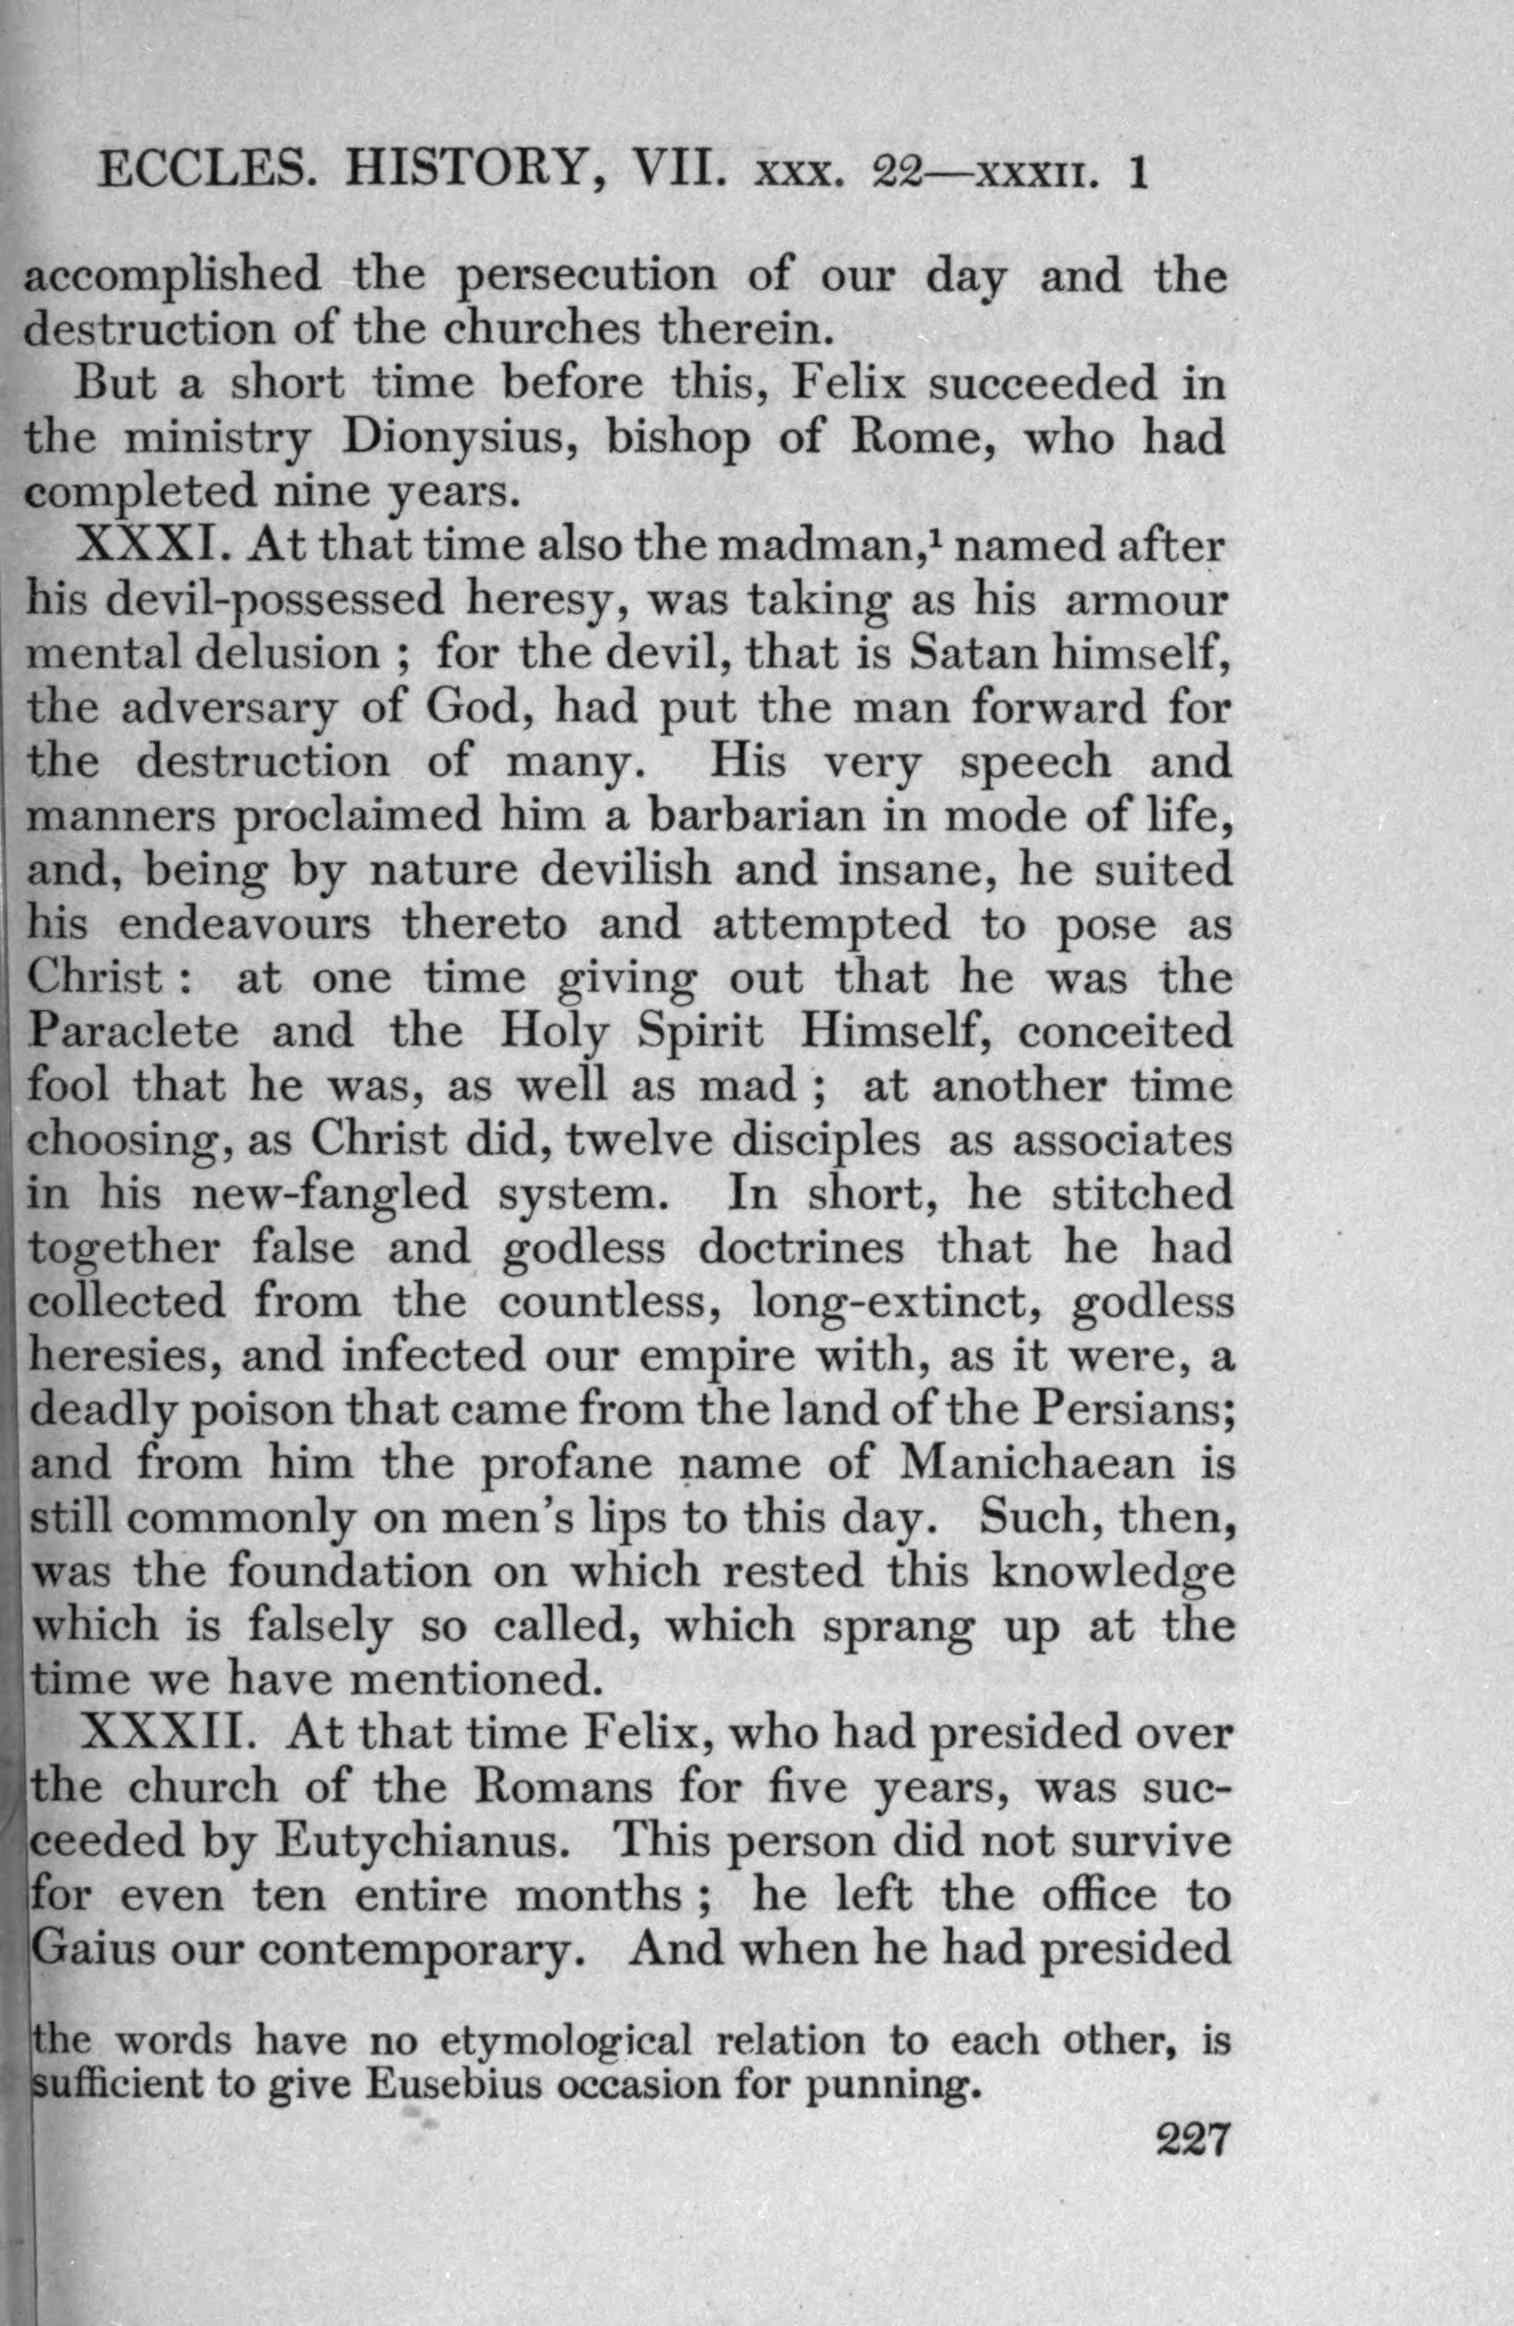 ECCLES. HISTORY, VII. xxx. 22—xxxii. 1
accomplished the persecution of our day and the
destruction of the churches therein.
But a short time before this, Felix succeeded in
the ministry Dionysius, bishop of Rome, who had
completed nine years.
XXXI. At that time also the madman,¹ named after
his devil-possessed heresy, was taking as his armour
mental delusion ; for the devil, that is Satan himself,
the adversary of God, had put the man forward for
the destruction of many. His very speech and
manners proclaimed him a barbarian in mode of life,
and, being by nature devilish and insane, he suited
his endeavours thereto and attempted to pose as
Christ : at one time giving out that he was the
Paraclete and the Holy Spirit Himself, conceited
fool that he was, as well as mad ; at another time
choosing, as Christ did, twelve disciples as associates
in his new-fangled system. In short, he stitched
together false and godless doctrines that he had
collected from the countless, long-extinct, godless
heresies, and infected our empire with, as it were, a
deadly poison that came from the land of the Persians;
and from him the profane name of Manichaean is
still commonly on men's lips to this day. Such, then,
was the foundation on which rested this knowledge
which is falsely so called, which sprang up at the
time we have mentioned.
XXXII. At that time Felix, who had presided over
the church of the Romans for five years, was suc-
ceeded by Eutychianus. This person did not survive
for even ten entire months ; he left the office to
Gaius our contemporary. And when he had presided
the words have no etymological relation to each other, is
sufficient to give Eusebius occasion for punning.
227